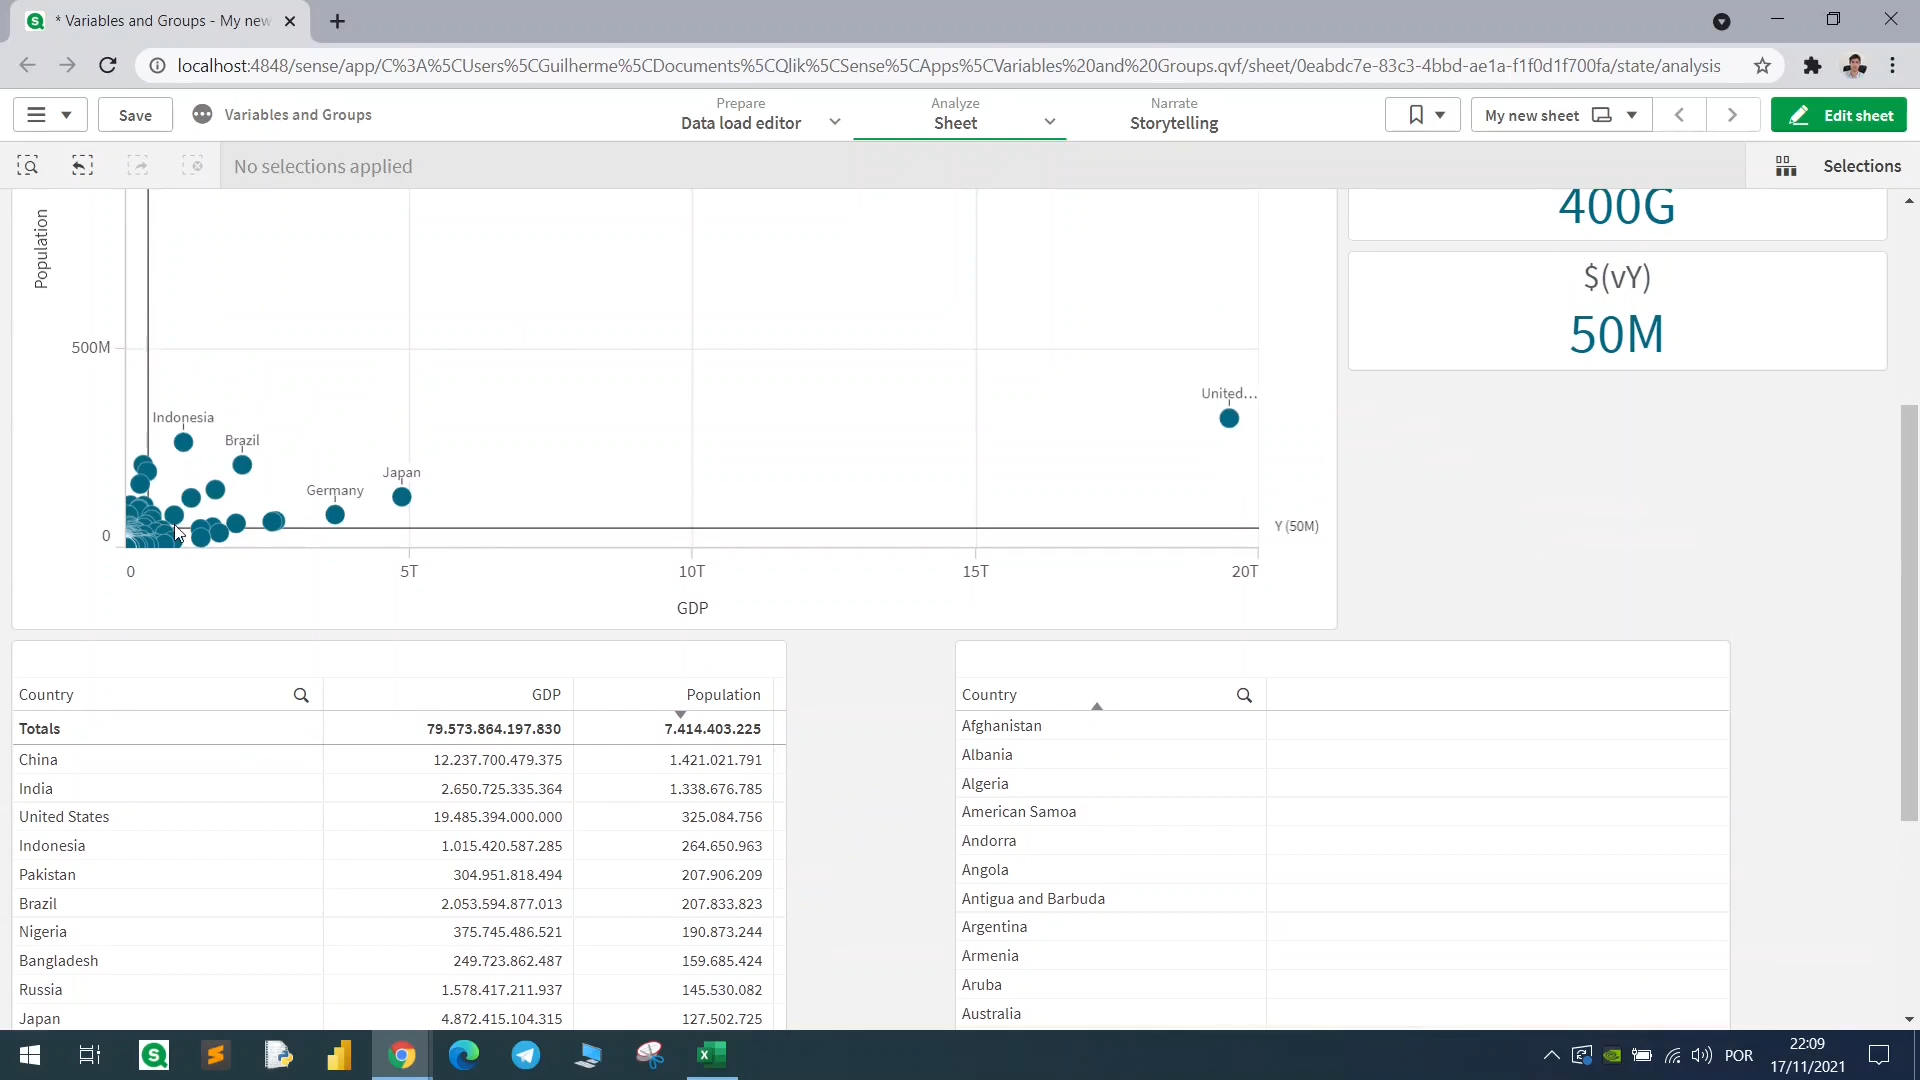 * Variables and Groups - My new
localhost:4848/sense/app/C%3A%5CUsers%5CGuilherme%5CDocuments%5CQlik%5CSense%5CApps%5CVariables%20and%20Groups.qvf/sheet/0eabdc7e-83c3-4bbd-ae1a-f1f0d1f700fa/state/analysis
Save
Variables and Groups
Prepare
Data load editor
Analyze
Sheet
Narrate
Storytelling
My new sheet
Edit sheet
No selections applied
Selections
Population
500M
0
Indonesia
Brazil
Germany
Japan
United...
Y (50M)
0
5T
10T
15T
20T
GDP
400G
$(vY)
50M
Country GDP Population
Totals 79.573.864.197.830 7.414.403.225
China 12.237.700.479.375 1.421.021.791
India 2.650.725.335.364 1.338.676.785
United States 19.485.394.000.000 325.084.756
Indonesia 1.015.420.587.285 264.650.963
Pakistan 304.951.818.494 207.906.209
Brazil 2.053.594.877.013 207.833.823
Nigeria 375.745.486.521 190.873.244
Bangladesh 249.723.862.487 159.685.424
Russia 1.578.417.211.937 145.530.082
Japan 4.872.415.104.315 127.502.725
Country
Afghanistan
Albania
Algeria
American Samoa
Andorra
Angola
Antigua and Barbuda
Argentina
Armenia
Aruba
Australia
POR
22:09
17/11/2021